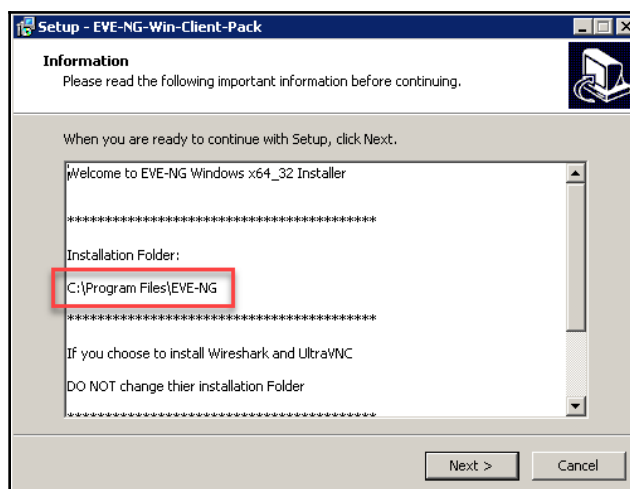 Setup - EVE-NG-Win-Client-Pack
Information
Please read the following important information before continuing.
When you are ready to continue with Setup, click Next.
Welcome to EVE-NG Windows x64_32 Installer
*****************************************
Installation Folder:
C:\Program Files\EVE-NG
*****************************************
If you choose to install Wireshark and UltraVNC
DO NOT change thier installation Folder
*****************************************
Next >
Cancel